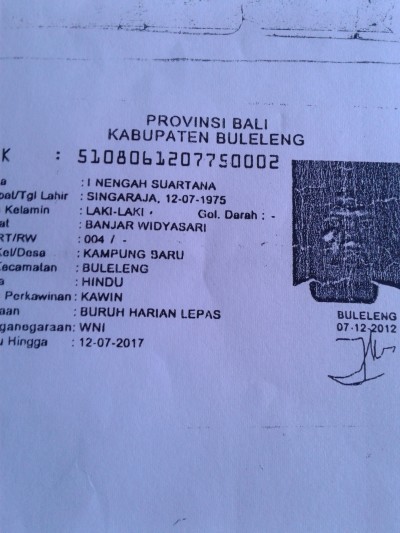 PROVINSI BALI
KABUPATEN BULELENG
K : 5108061207750002
a : I NENGAH SUARTANA
pat/Tgl Lahir : SINGARAJA, 12-07-1975
s Kelamin : LAKI-LAKI Gol. Darah : -
at : BANJAR WIDYASARI
RT/RW : 004 / -
Kel/Desa : KAMPUNG BARU
Kecamatan : BULELENG
a : HINDU
Perkawinan : KAWIN
aan : BURUH HARIAN LEPAS
rganegaraan : WNI
u Hingga : 12-07-2017
BULELENG
07-12-2012